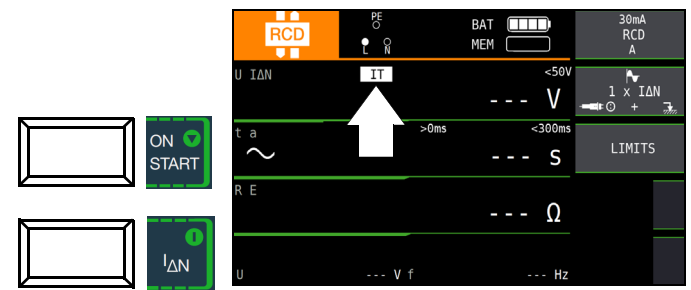 ON
START
I
IΔN
RCD
PE
L N
BAT
MEM
30mA
RCD
A
U IΔN
IT
<50V
--- V
1 x IΔN
+
t a
>0ms
<300ms
--- s
LIMITS
R E
--- Ω
U
--- V f
--- Hz